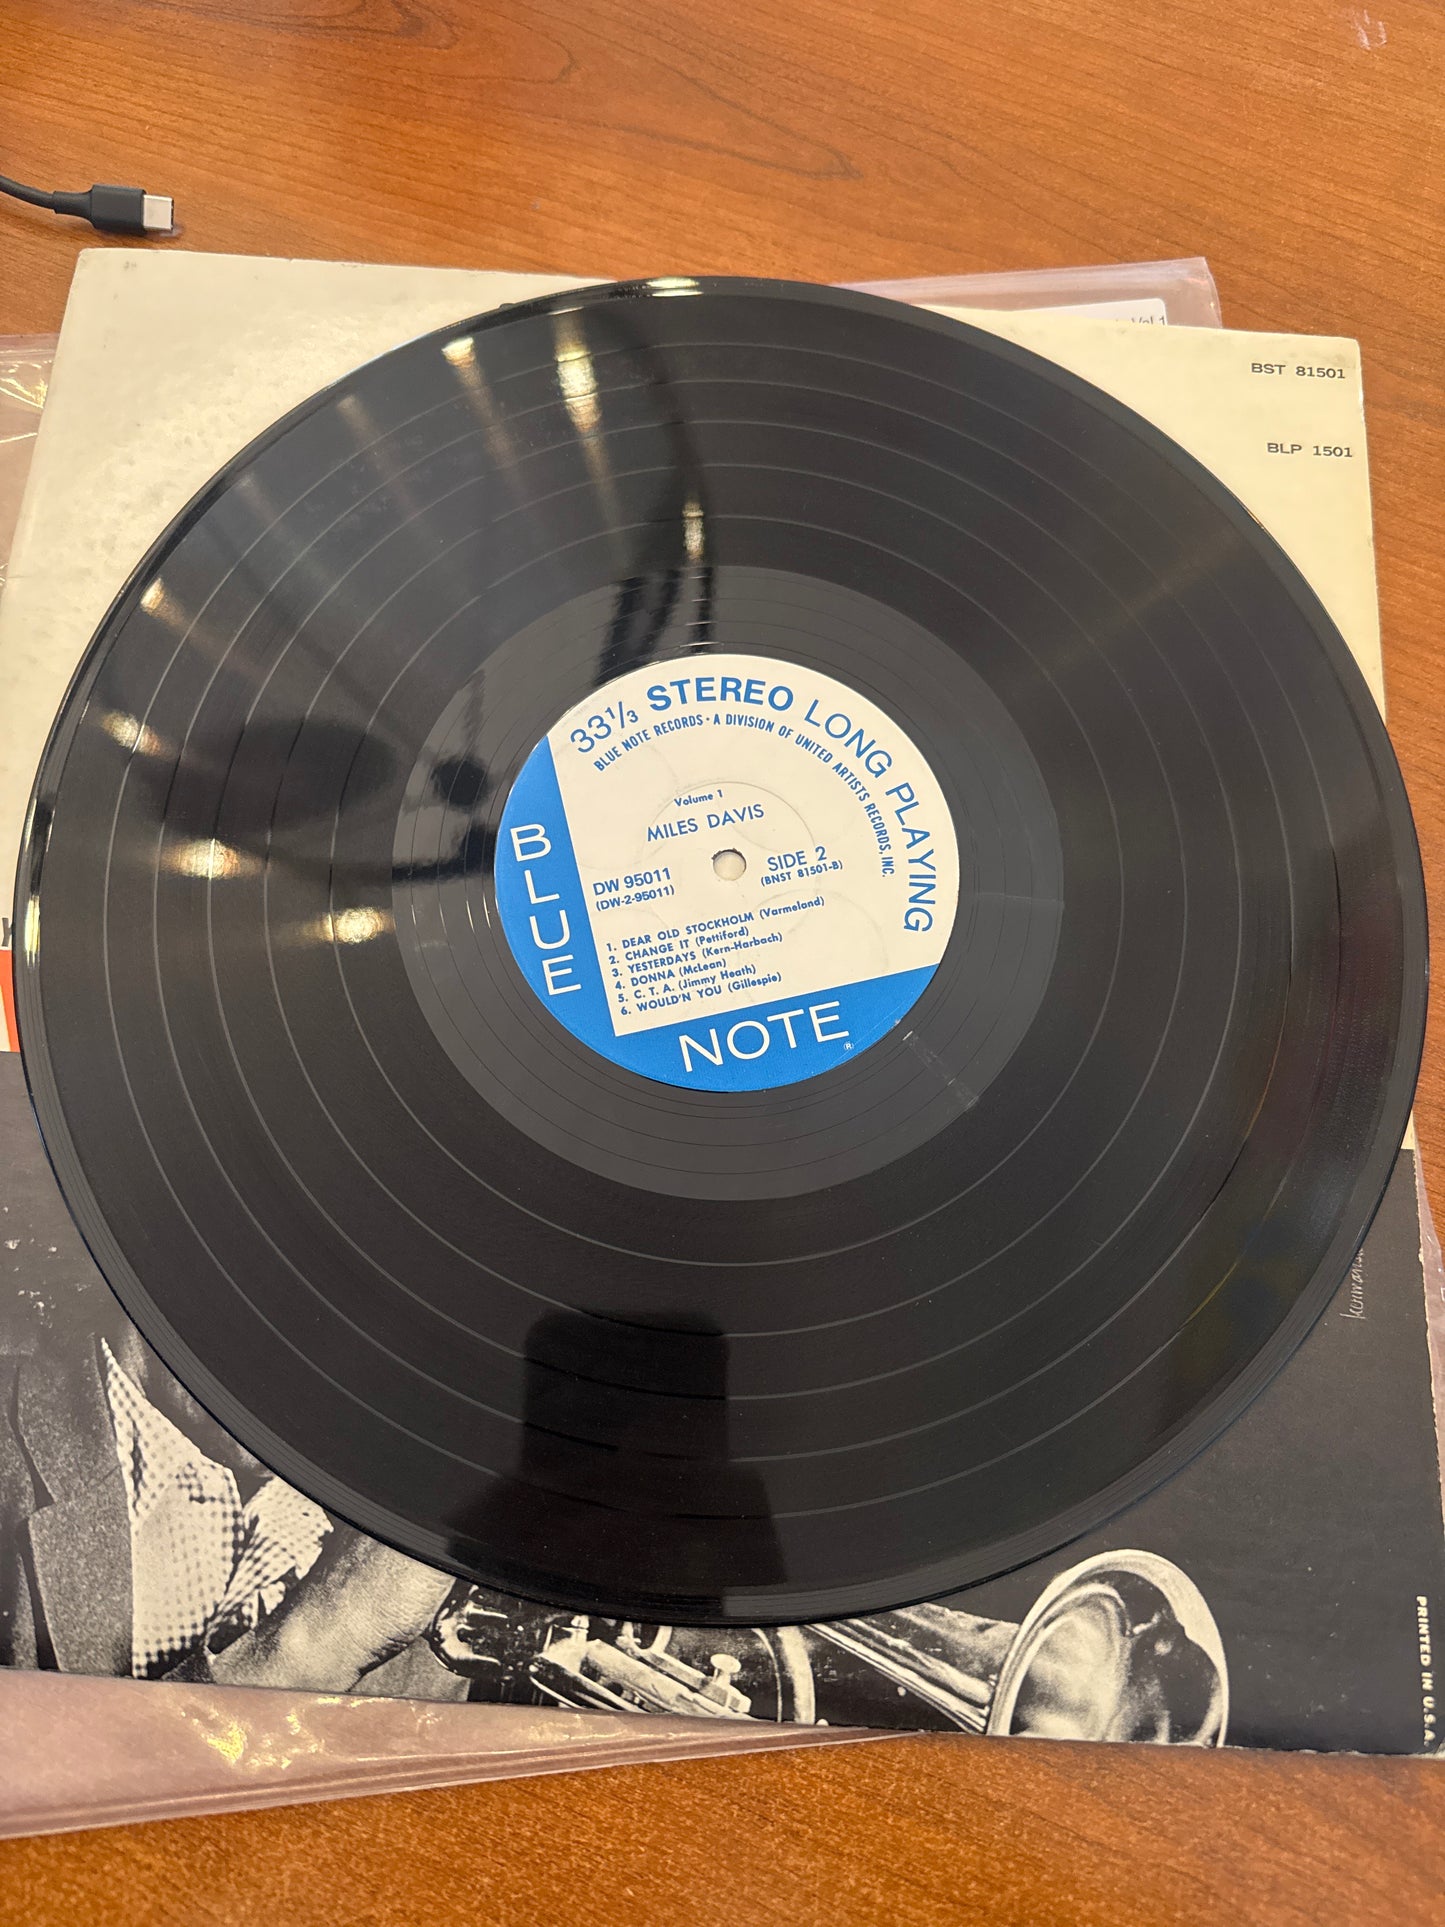 Vol 1
BST 81501
BLP 1501
33⅓ STEREO LONG PLAYING
BLUE NOTE RECORDS • A DIVISION OF UNITED ARTISTS RECORDS, INC.
Volume 1
MILES DAVIS
DW 95011
(DW-2-95011)
SIDE 2
(BNST 81501-B)
1. DEAR OLD STOCKHOLM (Varmeland)
2. CHANGE IT (Pettiford)
3. YESTERDAYS (Kern-Harbach)
4. DONNA (McLean)
5. C. T. A. (Jimmy Heath)
6. WOULD'N YOU (Gillespie)
BLUE
NOTE ®
PRINTED IN U.S.A.